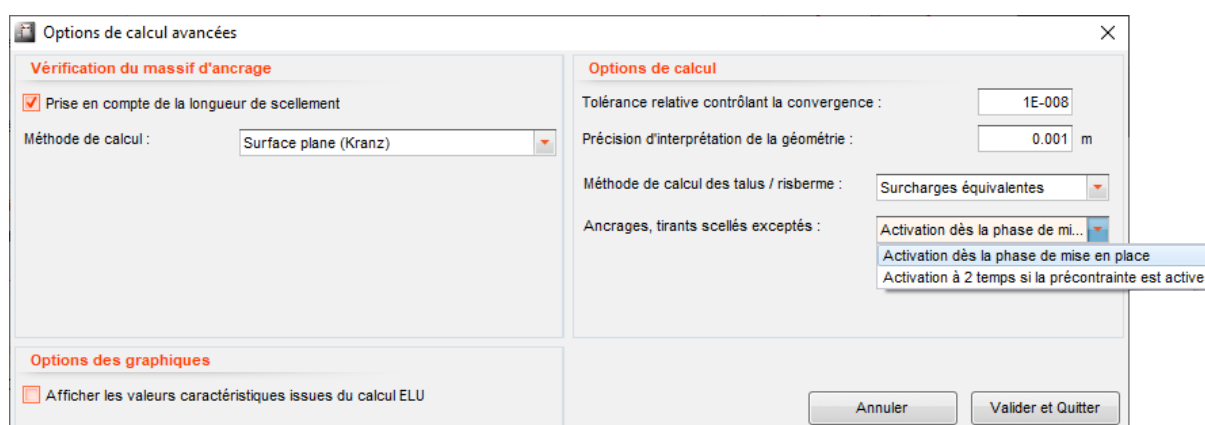 Options de calcul avancées
Vérification du massif d'ancrage
Prise en compte de la longueur de scellement
Méthode de calcul :
Surface plane (Kranz)
Options de calcul
Tolérance relative contrôlant la convergence :
1E-008
Précision d'interprétation de la géométrie :
0.001 m
Méthode de calcul des talus / risberme :
Surcharges équivalentes
Ancrages, tirants scellés exceptés :
Activation dès la phase de mi...
Activation dès la phase de mise en place
Activation à 2 temps si la précontrainte est active
Options des graphiques
Afficher les valeurs caractéristiques issues du calcul ELU
Annuler
Valider et Quitter